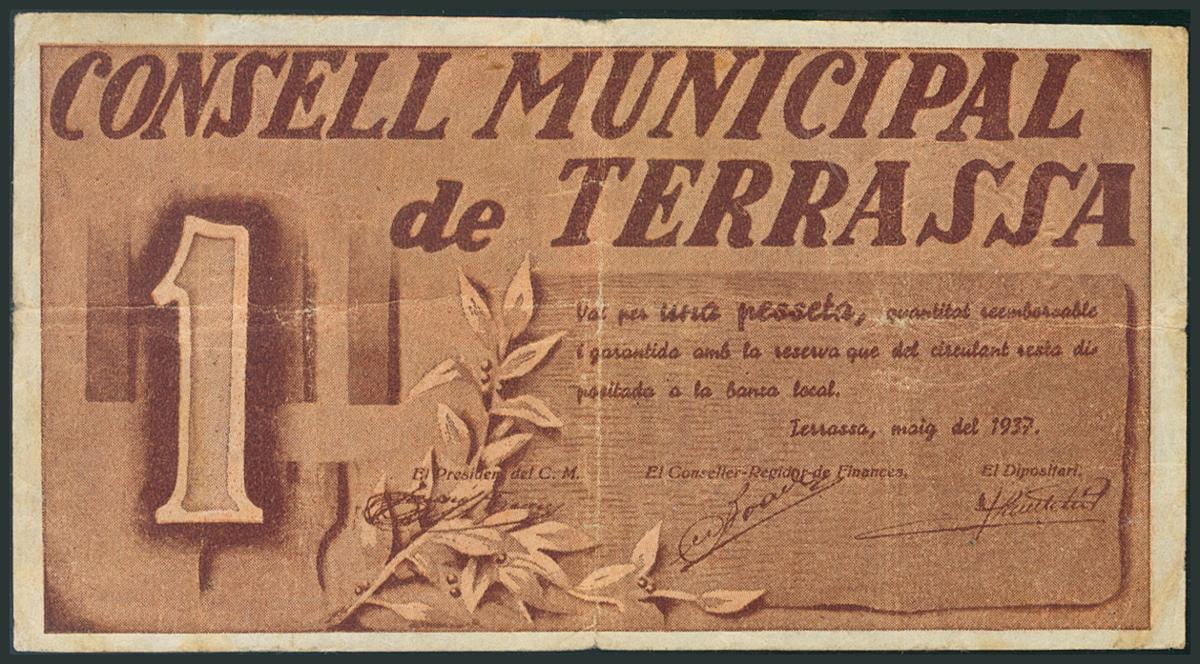 CONSELL MUNICIPAL
de TERRASSA
1
Val per una pesseta, quantitat reemborsable
i garantida amb la reserva que del circulant resta di-
positada a la banca local.
Terrassa, maig del 1937.
El President del C. M. El Conseller-Regidor de Finances, El Dipositari,